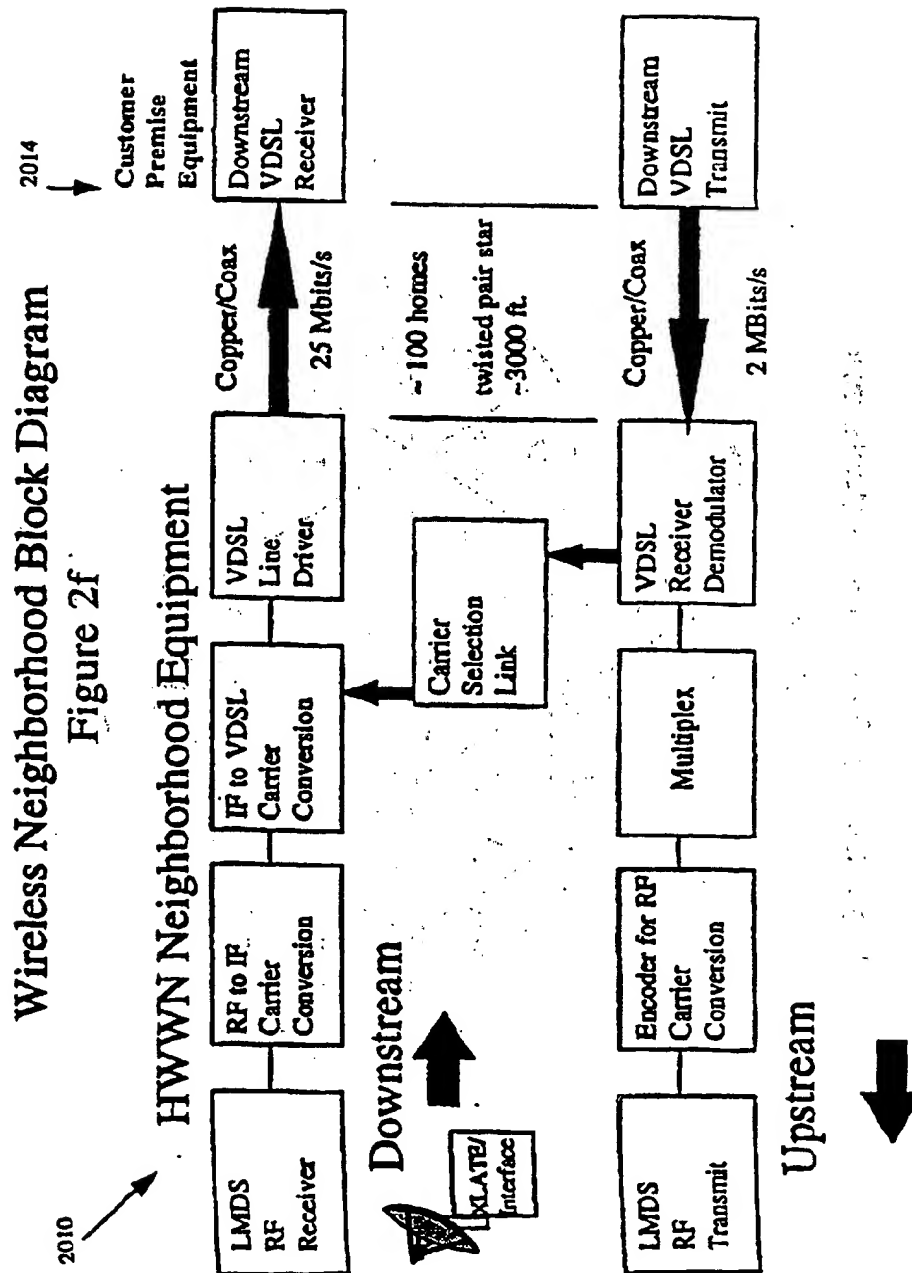 Wireless Neighborhood Block Diagram
Figure 2f
2010
HWWN Neighborhood Equipment
2014
Customer
Premise
Equipment
LMDS
RF
Receiver
RF to IF
Carrier
Conversion
IF to VDSL
Carrier
Conversion
VDSL
Line
Driver
Copper/Coax
25 Mbits/s
Downstream
VDSL
Receiver
Downstream
XLATE/
Interface
Carrier
Selection
Link
~ 100 homes
twisted pair star
~3000 ft.
LMDS
RF
Transmit
Encoder for RF
Carrier
Conversion
Multiplex
VDSL
Receiver
Demodulator
Copper/Coax
2 MBits/s
Downstream
VDSL
Transmit
Upstream